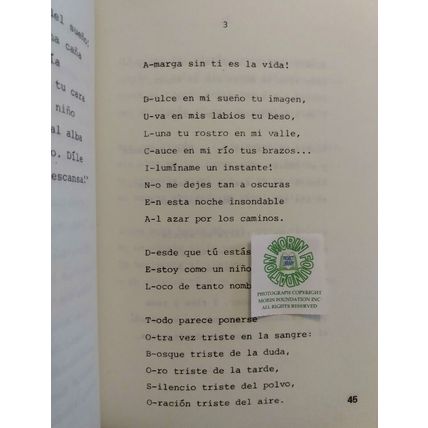 del sueño!
caña
tu cara
niño
al alba
Díle
escansa!"
3
A-marga sin ti es la vida!
D-ulce en mi sueño tu imagen,
U-va en mis labios tu beso,
L-una tu rostro en mi valle,
C-auce en mi río tus brazos...
I-lumíname un instante!
N-o me dejes tan a oscuras
E-n esta noche insondable
A-l azar por los caminos.
D-esde que tú estás
E-stoy como un niño
L-oco de tanto nomb
T-odo parece ponerse
O-tra vez triste en la sangre:
B-osque triste de la duda,
O-ro triste de la tarde,
S-ilencio triste del polvo,
O-ración triste del aire.
45
MORIN FOUNDATION
PROJECT
LIBRARY
PHOTOGRAPH COPYRIGHT
MORIN FOUNDATION INC
ALL RIGHTS RESERVED